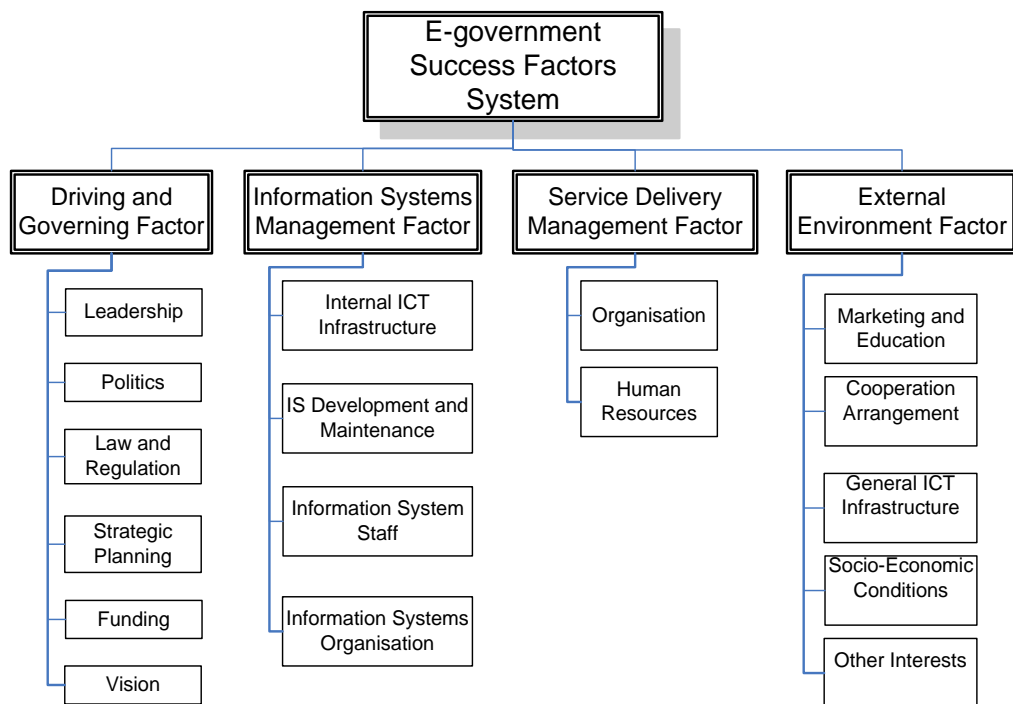 E-government
Success Factors
System
Driving and
Governing Factor
Leadership
Politics
Law and
Regulation
Strategic
Planning
Funding
Vision
Information Systems
Management Factor
Internal ICT
Infrastructure
IS Development and
Maintenance
Information System
Staff
Information Systems
Organisation
Service Delivery
Management Factor
Organisation
Human
Resources
External
Environment Factor
Marketing and
Education
Cooperation
Arrangement
General ICT
Infrastructure
Socio-Economic
Conditions
Other Interests